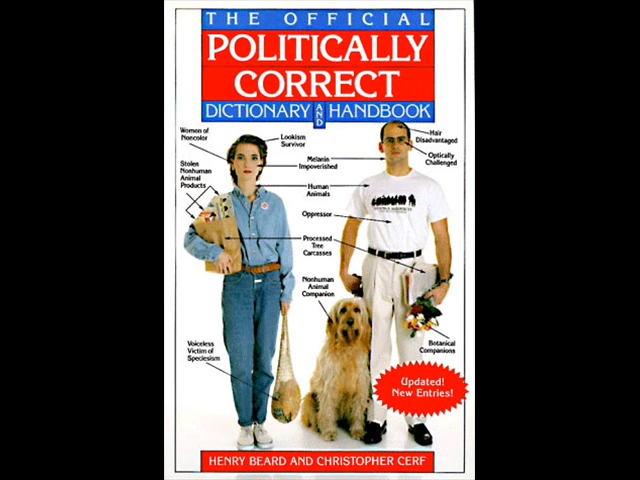 THE OFFICIAL
POLITICALLY
CORRECT
DICTIONARY AND HANDBOOK
Women of
Noncolor
Lookism
Survivor
Hair
Disadvantaged
Optically
Challenged
Melanin
Impoverished
Stolen
Nonhuman
Animal
Products
Human
Animals
Oppressor
Processed
Tree
Carcasses
Nonhuman
Animal
Companion
Voiceless
Victim of
Speciesism
Botanical
Companions
Updated!
New Entries!
HENRY BEARD AND CHRISTOPHER CERF